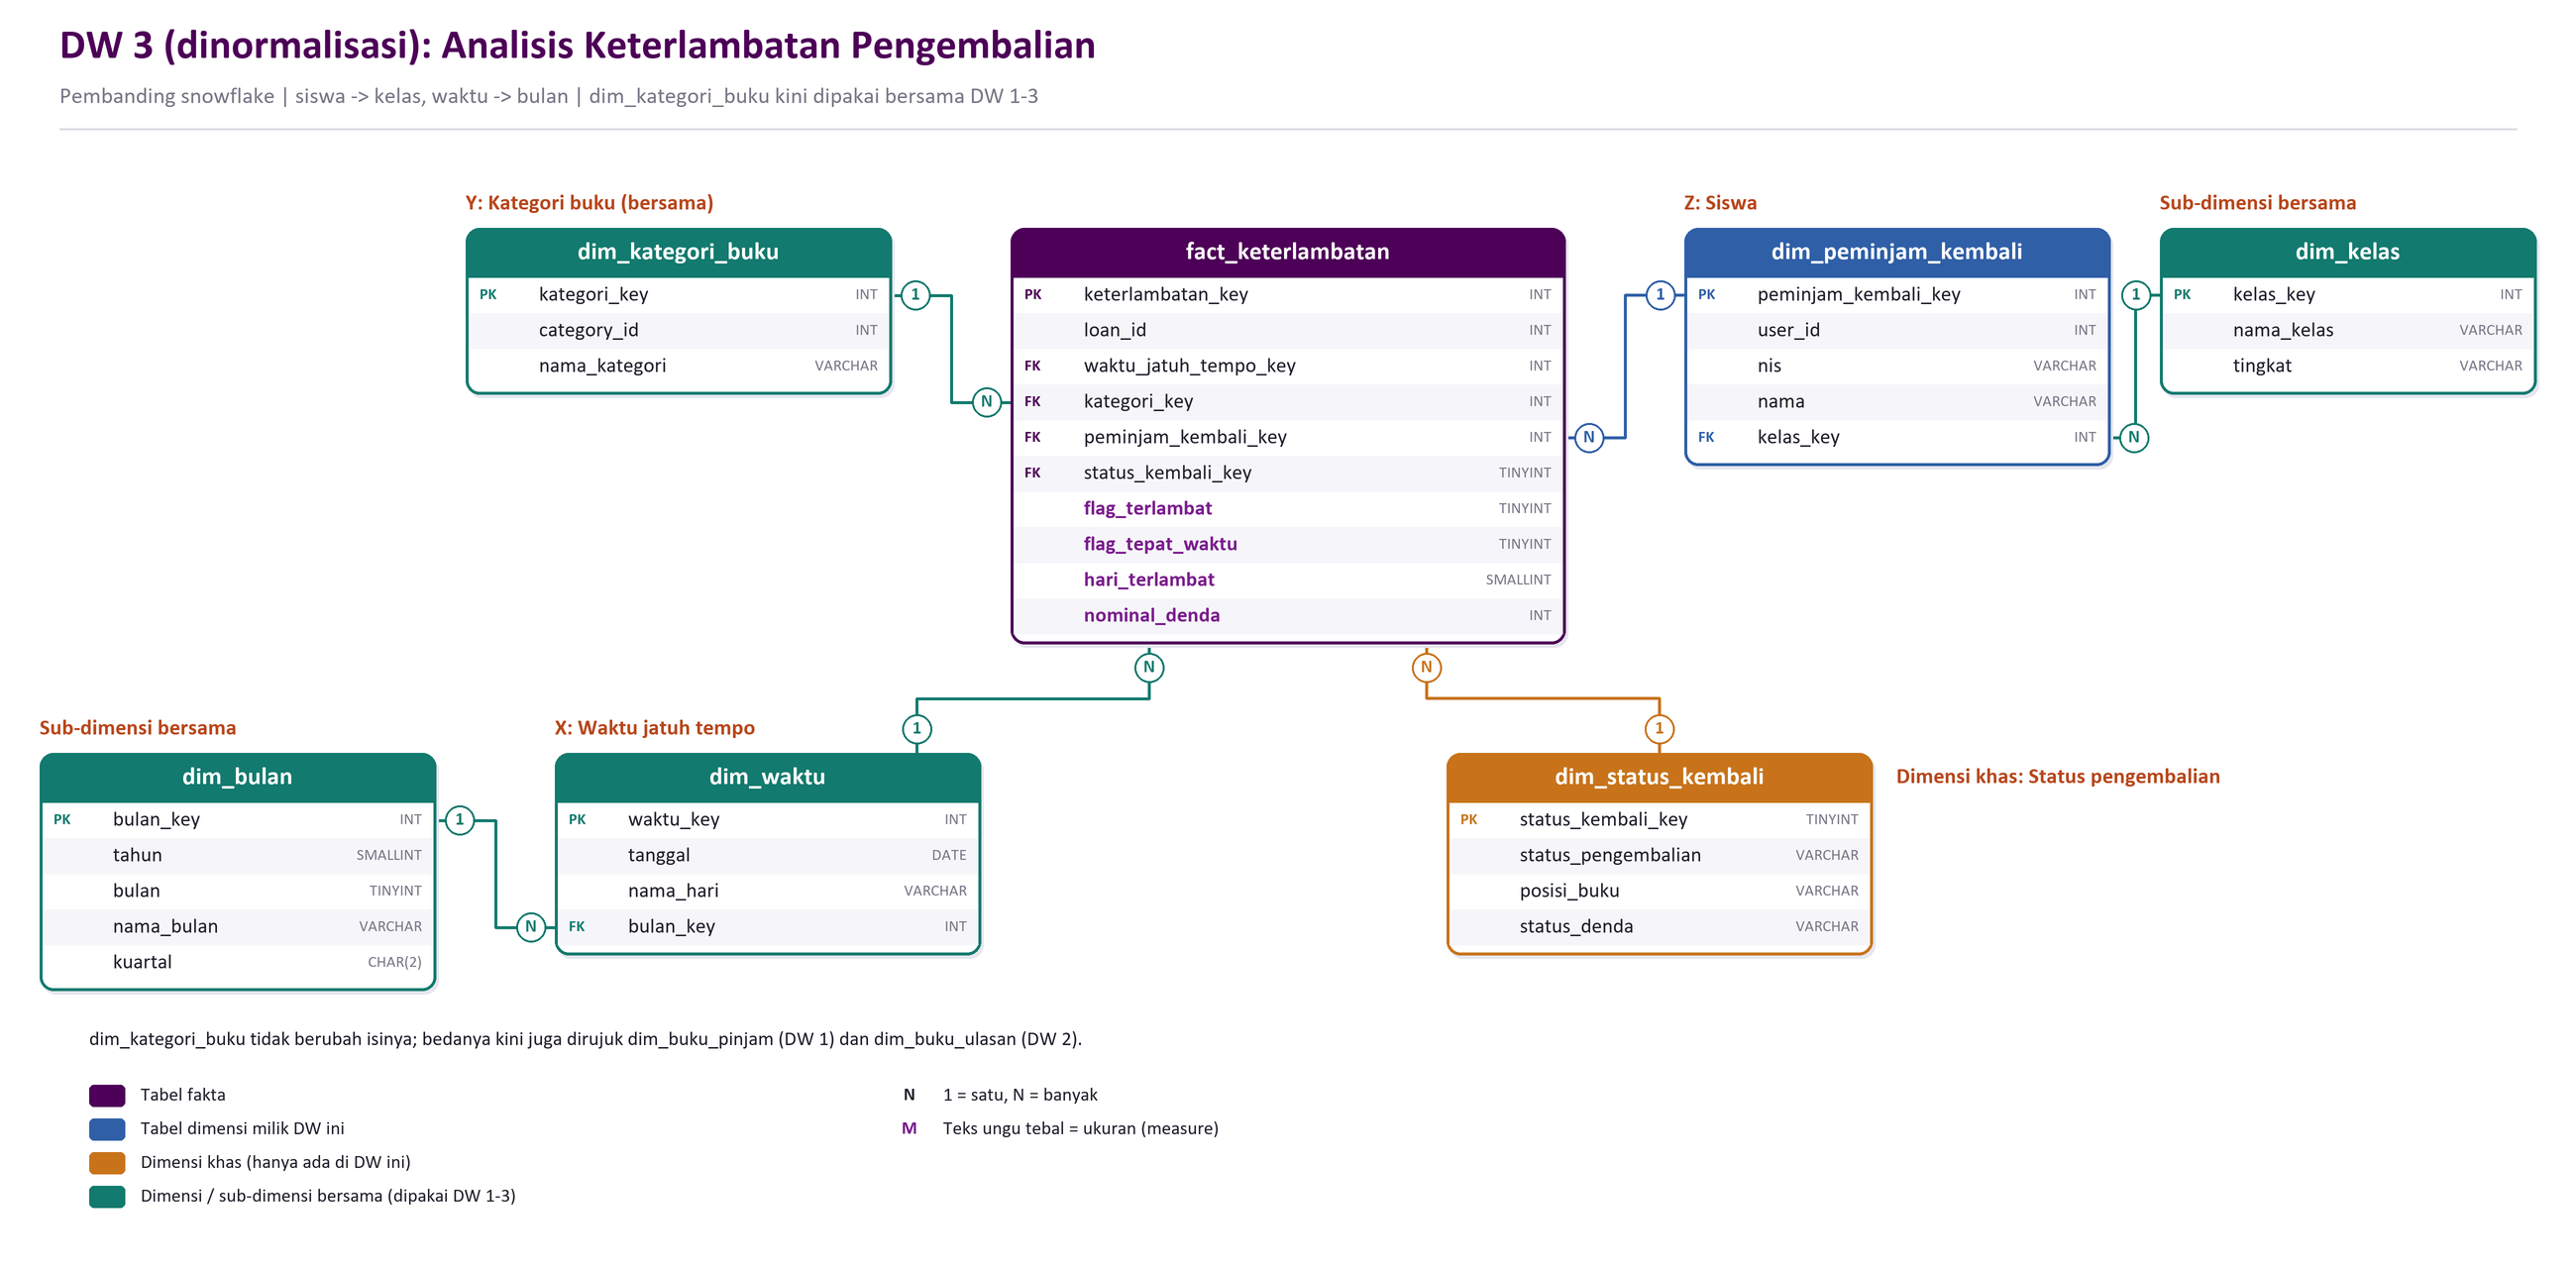 DW 3 (dinormalisasi): Analisis Keterlambatan Pengembalian
Pembanding snowflake | siswa -> kelas, waktu -> bulan | dim_kategori_buku kini dipakai bersama DW 1-3
Y: Kategori buku (bersama)
dim_kategori_buku
PK kategori_key INT
category_id INT
nama_kategori VARCHAR
1
N
fact_keterlambatan
PK keterlambatan_key INT
loan_id INT
FK waktu_jatuh_tempo_key INT
FK kategori_key INT
FK peminjam_kembali_key INT
FK status_kembali_key TINYINT
flag_terlambat TINYINT
flag_tepat_waktu TINYINT
hari_terlambat SMALLINT
nominal_denda INT
1
N
Z: Siswa
dim_peminjam_kembali
PK peminjam_kembali_key INT
user_id INT
nis VARCHAR
nama VARCHAR
FK kelas_key INT
1
N
Sub-dimensi bersama
dim_kelas
PK kelas_key INT
nama_kelas VARCHAR
tingkat VARCHAR
N
N
1
1
Sub-dimensi bersama
dim_bulan
PK bulan_key INT
tahun SMALLINT
bulan TINYINT
nama_bulan VARCHAR
kuartal CHAR(2)
1
N
X: Waktu jatuh tempo
dim_waktu
PK waktu_key INT
tanggal DATE
nama_hari VARCHAR
FK bulan_key INT
dim_status_kembali
PK status_kembali_key TINYINT
status_pengembalian VARCHAR
posisi_buku VARCHAR
status_denda VARCHAR
Dimensi khas: Status pengembalian
dim_kategori_buku tidak berubah isinya; bedanya kini juga dirujuk dim_buku_pinjam (DW 1) dan dim_buku_ulasan (DW 2).
Tabel fakta
Tabel dimensi milik DW ini
Dimensi khas (hanya ada di DW ini)
Dimensi / sub-dimensi bersama (dipakai DW 1-3)
N 1 = satu, N = banyak
M Teks ungu tebal = ukuran (measure)